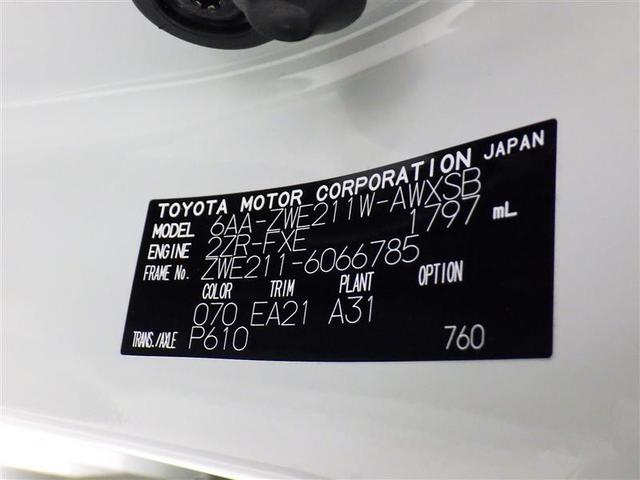 TOYOTA MOTOR CORPORATION JAPAN
MODEL 6AA-ZWE211W-AWXSB
ENGINE 2ZR-FXE 1797 mL
FRAME No. ZWE211-6066785
COLOR TRIM PLANT OPTION
070 EA21 A31
TRANS./AXLE P610 760